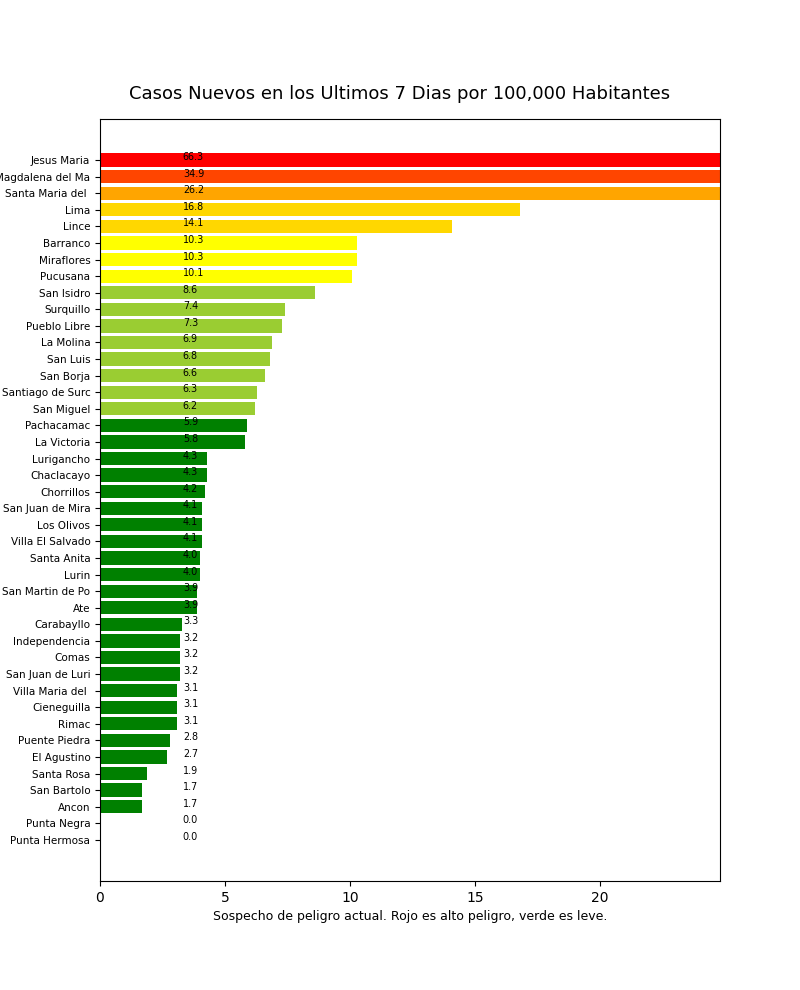 Casos Nuevos en los Ultimos 7 Dias por 100,000 Habitantes
Jesus Maria 66.3
Magdalena del Ma 34.9
Santa Maria del 26.2
Lima 16.8
Lince 14.1
Barranco 10.3
Miraflores 10.3
Pucusana 10.1
San Isidro 8.6
Surquillo 7.4
Pueblo Libre 7.3
La Molina 6.9
San Luis 6.8
San Borja 6.6
Santiago de Surc 6.3
San Miguel 6.2
Pachacamac 5.9
La Victoria 5.8
Lurigancho 4.3
Chaclacayo 4.3
Chorrillos 4.2
San Juan de Mira 4.1
Los Olivos 4.1
Villa El Salvado 4.1
Santa Anita 4.0
Lurin 4.0
San Martin de Po 3.9
Ate 3.9
Carabayllo 3.3
Independencia 3.2
Comas 3.2
San Juan de Luri 3.2
Villa Maria del 3.1
Cieneguilla 3.1
Rimac 3.1
Puente Piedra 2.8
El Agustino 2.7
Santa Rosa 1.9
San Bartolo 1.7
Ancon 1.7
Punta Negra 0.0
Punta Hermosa 0.0
0 5 10 15 20
Sospecho de peligro actual. Rojo es alto peligro, verde es leve.